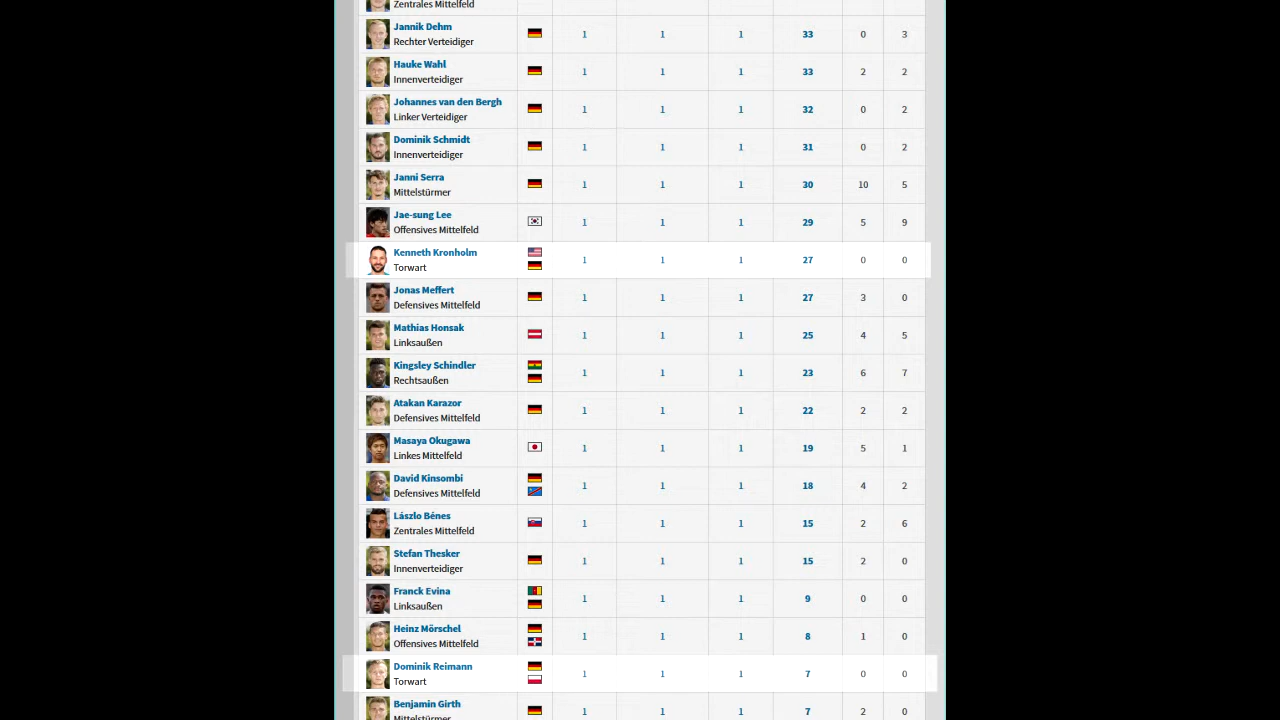 Zentrales Mittelfeld
Jannik Dehm
Rechter Verteidiger
1 1 1 33 0 3
Hauke Wahl
Innenverteidiger
1 1 1 33 2 2
Johannes van den Bergh
Linker Verteidiger
1 1 1 32 1 4
Dominik Schmidt
Innenverteidiger
1 1 1 31 0 2
Janni Serra
Mittelstürmer
1 1 1 30 10 4
Jae-sung Lee
Offensives Mittelfeld
1 1 1 29 5 9
Kenneth Kronholm
Torwart
1 1 1 27 0 0
Jonas Meffert
Defensives Mittelfeld
1 1 1 27 3 0
Mathias Honsak
Linksaußen
1 1 1 25 4 4
Kingsley Schindler
Rechtsaußen
1 1 1 23 6 7
Atakan Karazor
Defensives Mittelfeld
1 1 1 22 2 2
Masaya Okugawa
Linkes Mittelfeld
1 1 1 19 5 1
David Kinsombi
Defensives Mittelfeld
1 1 1 18 4 2
Lászlo Bénes
Zentrales Mittelfeld
1 1 1 15 2 6
Stefan Thesker
Innenverteidiger
1 1 1 15 2 0
Franck Evina
Linksaußen
1 1 1 9 0 0
Heinz Mörschel
Offensives Mittelfeld
1 1 1 8 1 0
Dominik Reimann
Torwart
1 1 1 7 0 0
Benjamin Girth
Mittelstürmer
1 1 1 7 1 0